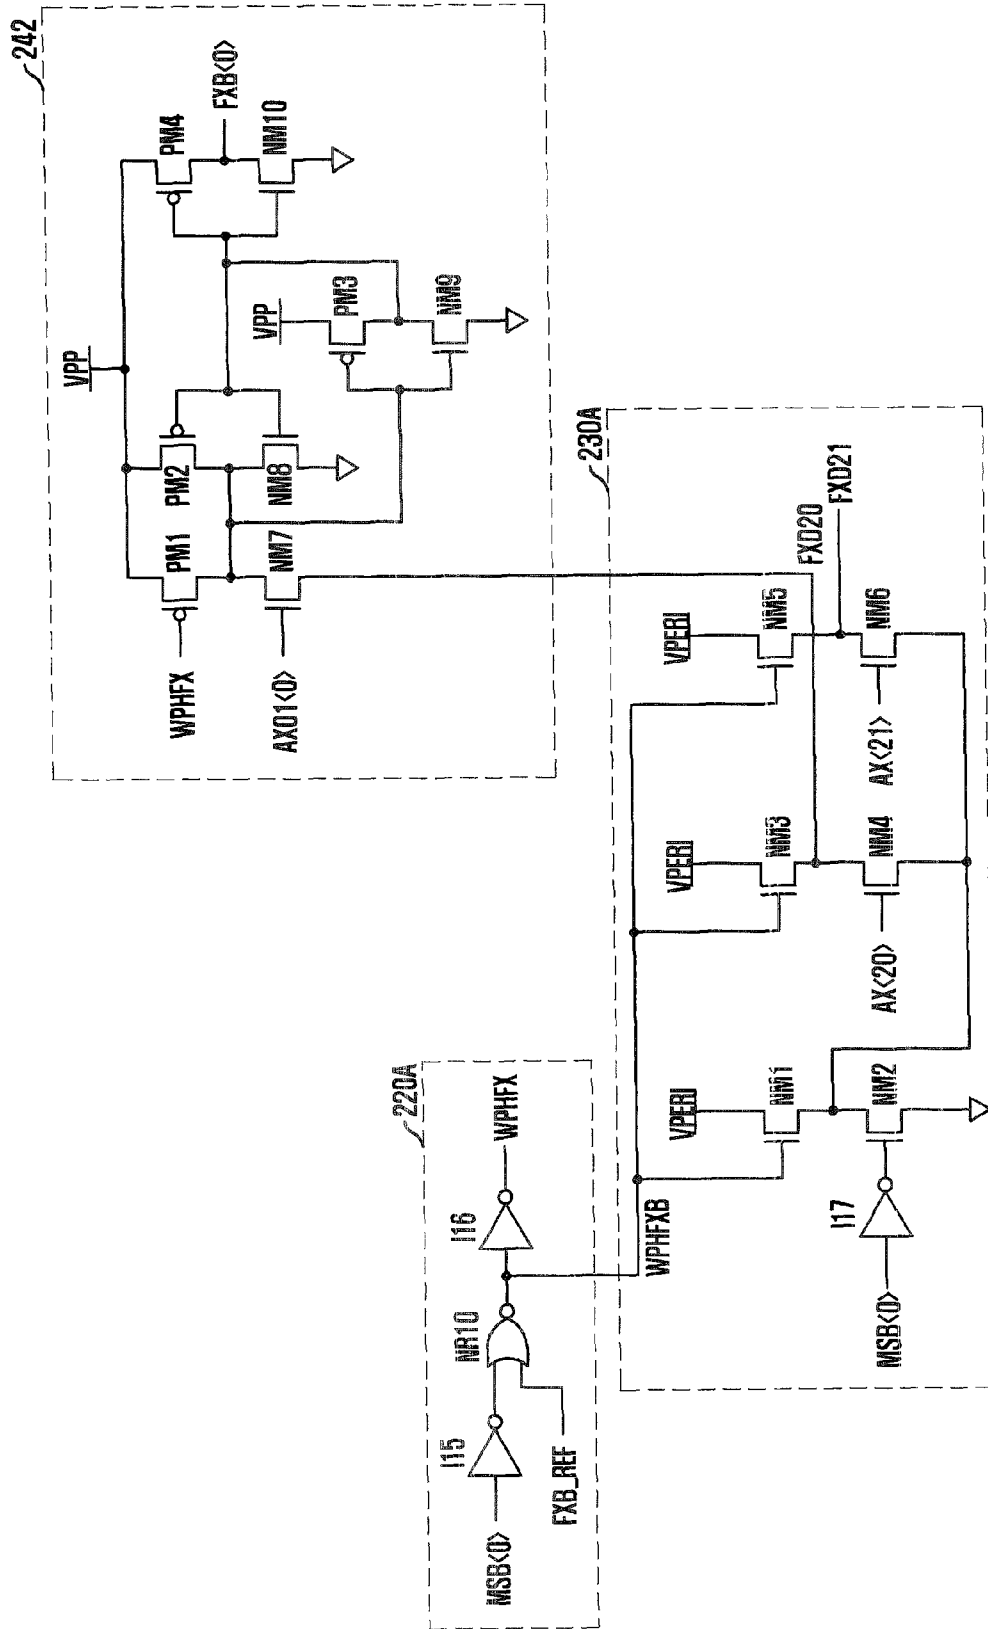 242
VPP
WPHFX
PM1
PM2
PM4
FXB<0>
AX01<0>
NM7
NM8
NM10
VPP
PM3
NM9
220A
MSB<0>
I15
NR10
I16
WPHFX
FXB_REF
WPHFXB
230A
VPERI
NM1
VPERI
NM3
VPERI
NM5
FXD20
FXD21
MSB<0>
I17
NM2
AX<20>
NM4
AX<21>
NM6